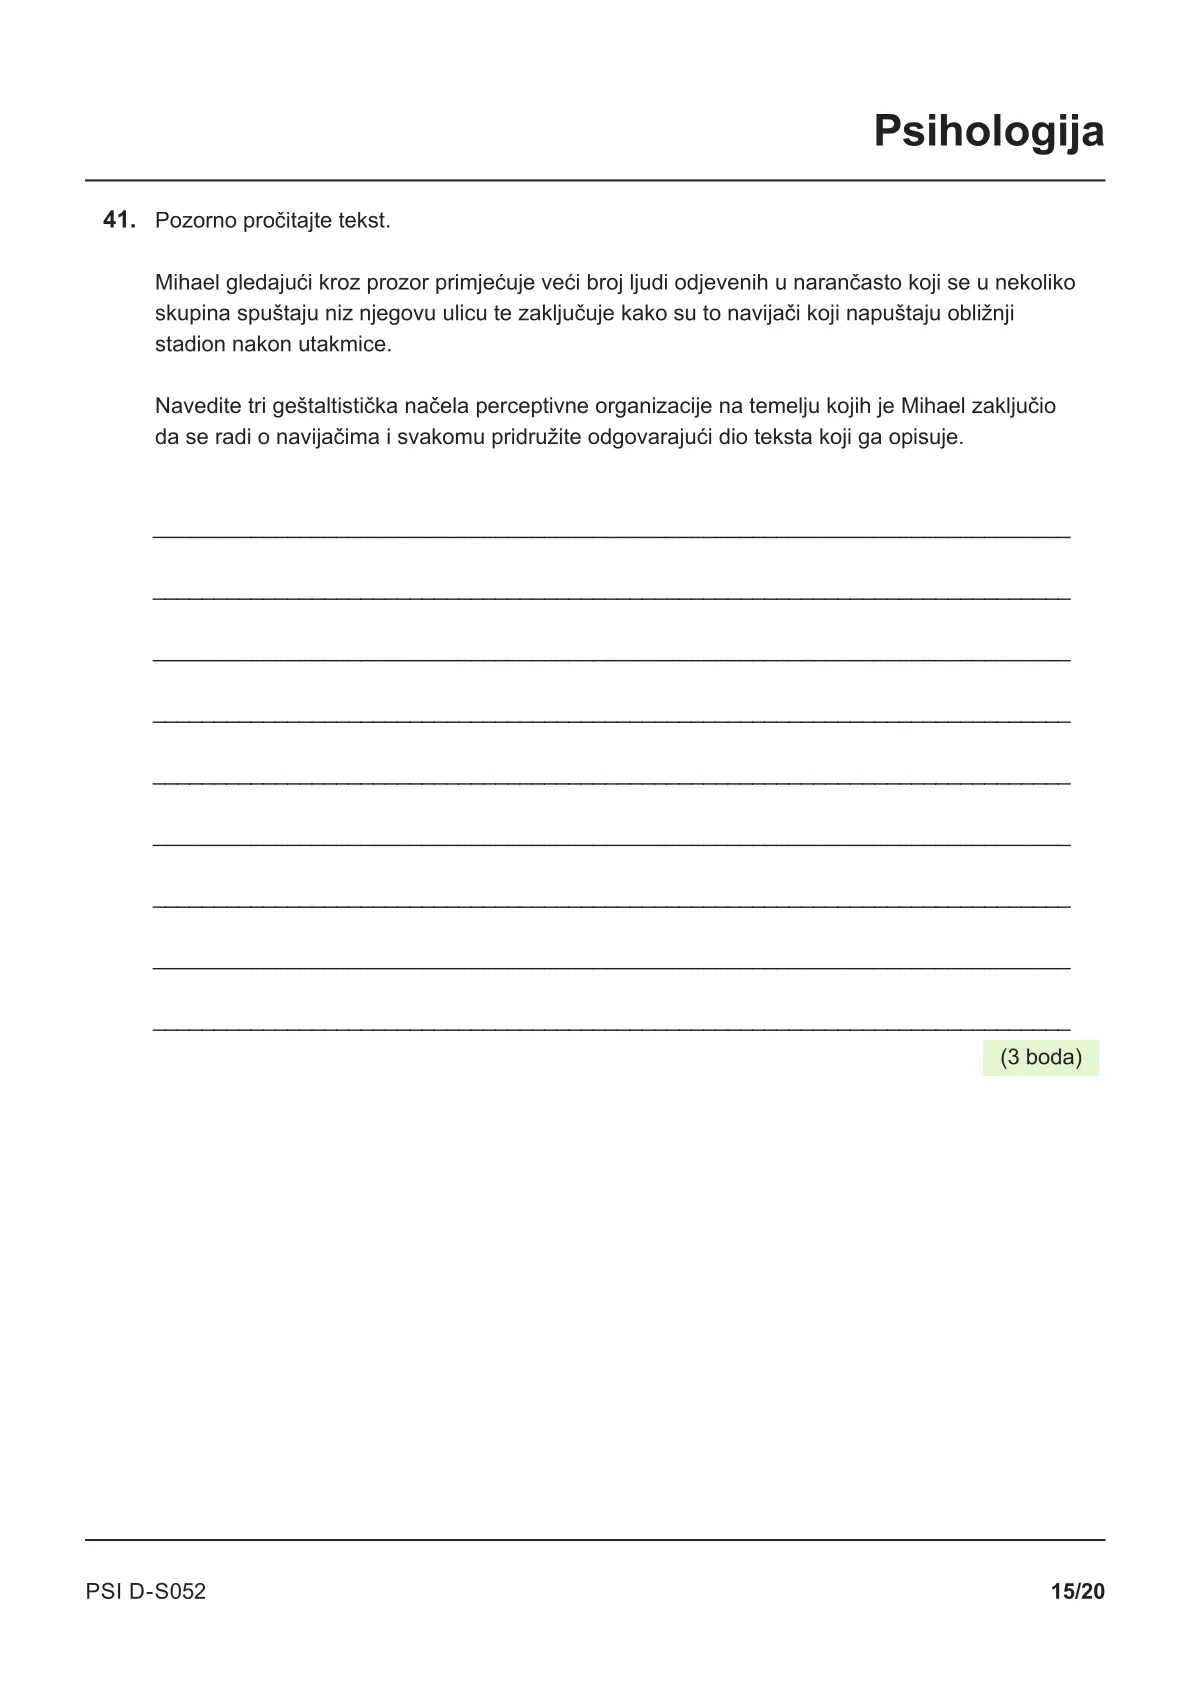 Psihologija
41. Pozorno pročitajte tekst.
Mihael gledajući kroz prozor primjećuje veći broj ljudi odjevenih u narančasto koji se u nekoliko
skupina spuštaju niz njegovu ulicu te zaključuje kako su to navijači koji napuštaju obližnji
stadion nakon utakmice.
Navedite tri geštaltistička načela perceptivne organizacije na temelju kojih je Mihael zaključio
da se radi o navijačima i svakomu pridružite odgovarajući dio teksta koji ga opisuje.
(3 boda)
PSI D-S052
15/20